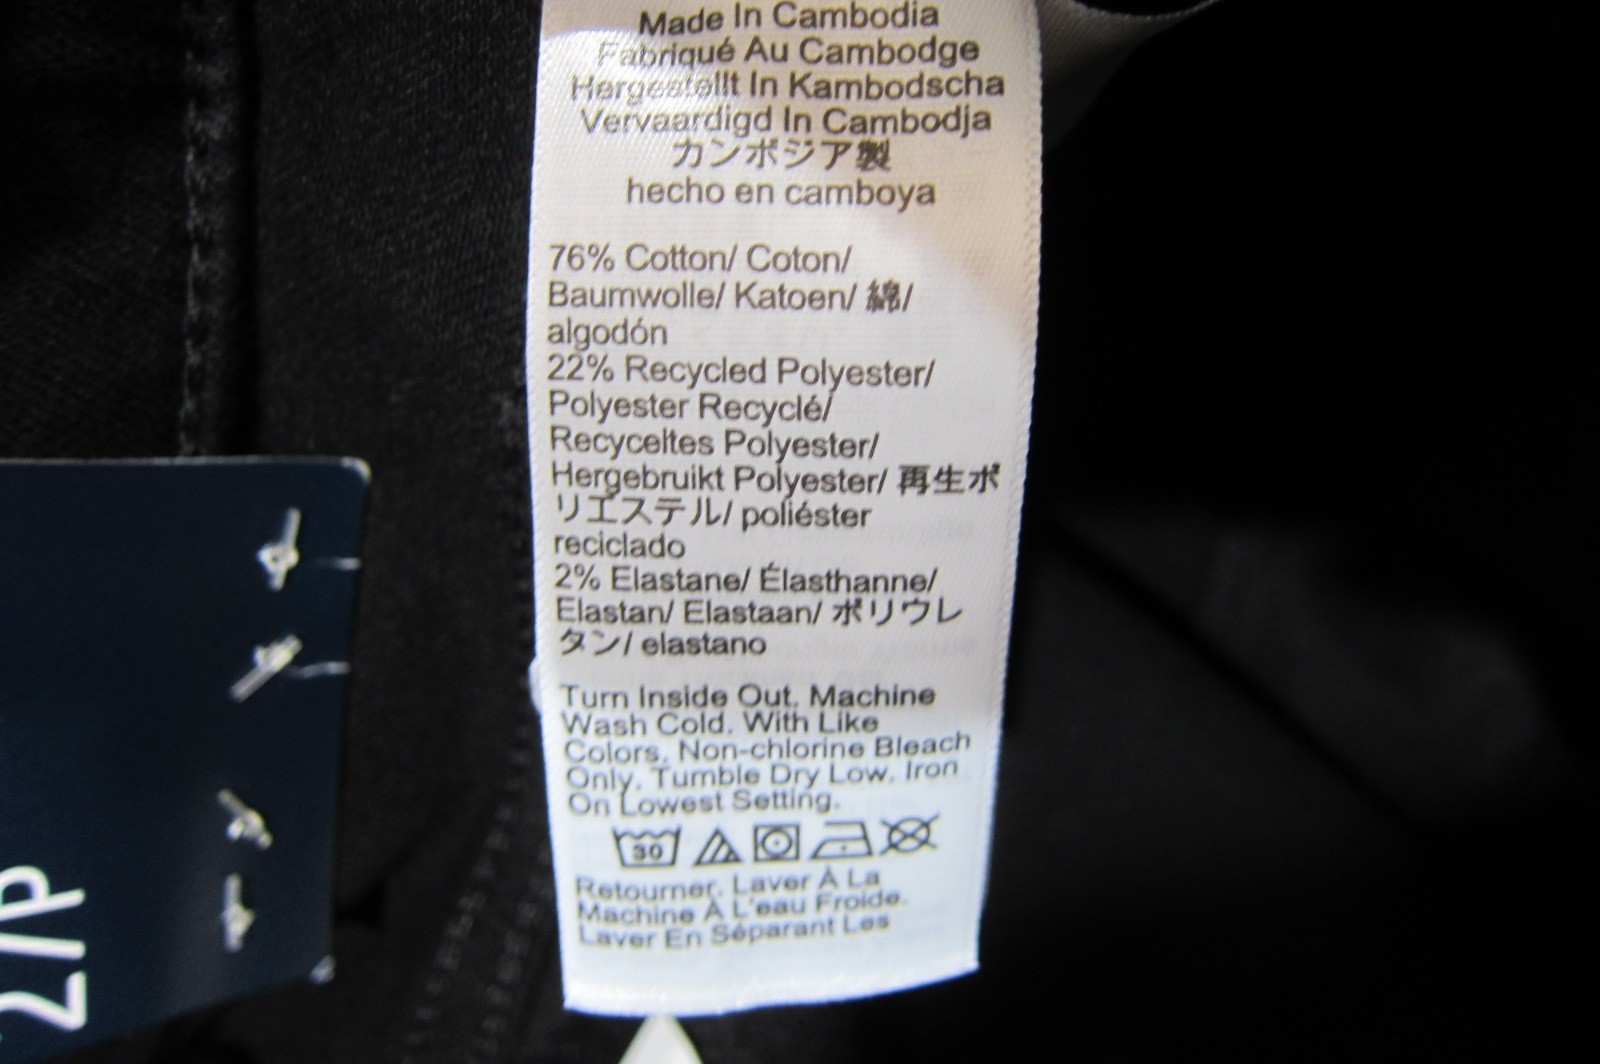 Made In Cambodia
Fabriqué Au Cambodge
Hergestellt In Kambodscha
Vervaardigd In Cambodja
カンボジア製
hecho en camboya
76% Cotton/ Coton/
Baumwolle/ Katoen/ 綿/
algodón
22% Recycled Polyester/
Polyester Recyclé/
Recyceltes Polyester/
Hergebruikt Polyester/ 再生ポ
リエステル/ poliéster
reciclado
2% Elastane/ Élasthanne/
Elastan/ Elastaan/ ポリウレ
タン/ elastano
Turn Inside Out. Machine
Wash Cold. With Like
Colors. Non-chlorine Bleach
Only. Tumble Dry Low. Iron
On Lowest Setting.
30
Retourner. Laver À La
Machine À L'eau Froide.
Laver En Séparant Les
2/P